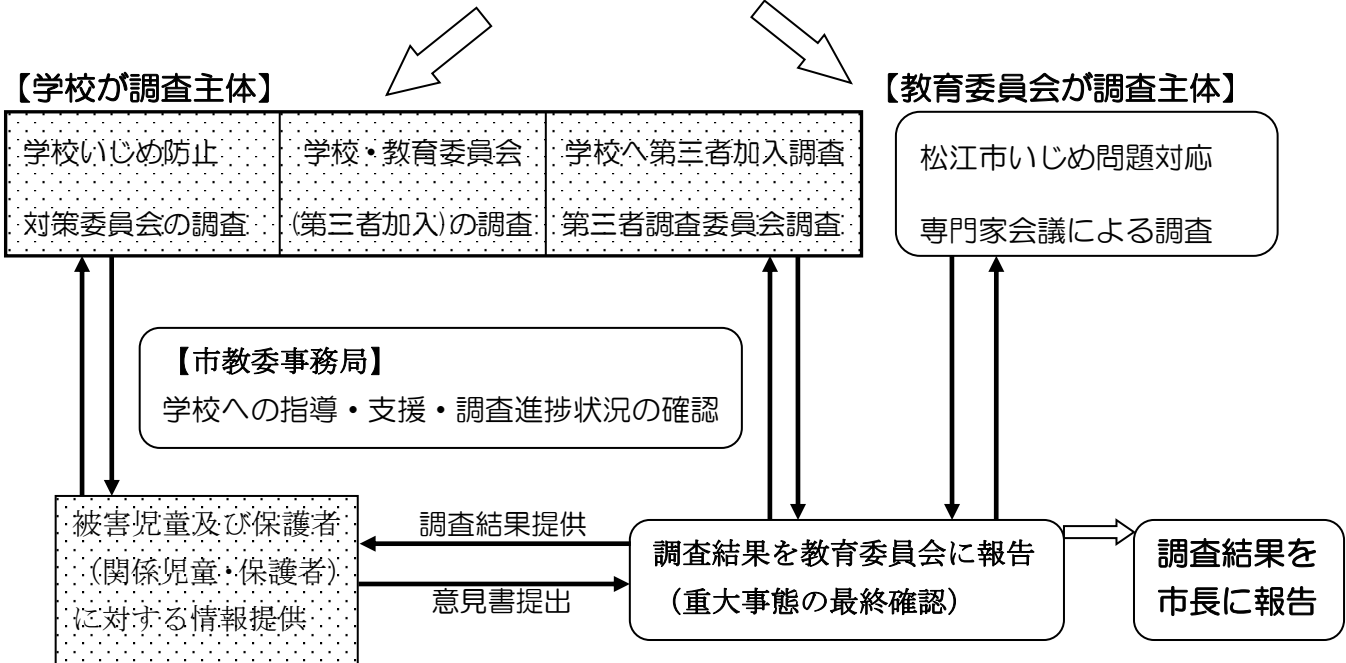 【学校が調査主体】
【教育委員会が調査主体】
学校いじめ防止
対策委員会の調査
学校・教育委員会
(第三者加入)の調査
学校へ第三者加入調査
第三者調査委員会調査
松江市いじめ問題対応
専門家会議による調査
【市教委事務局】
学校への指導・支援・調査進捗状況の確認
被害児童及び保護者
(関係児童・保護者)
に対する情報提供
調査結果提供
意見書提出
調査結果を教育委員会に報告
（重大事態の最終確認）
調査結果を
市長に報告